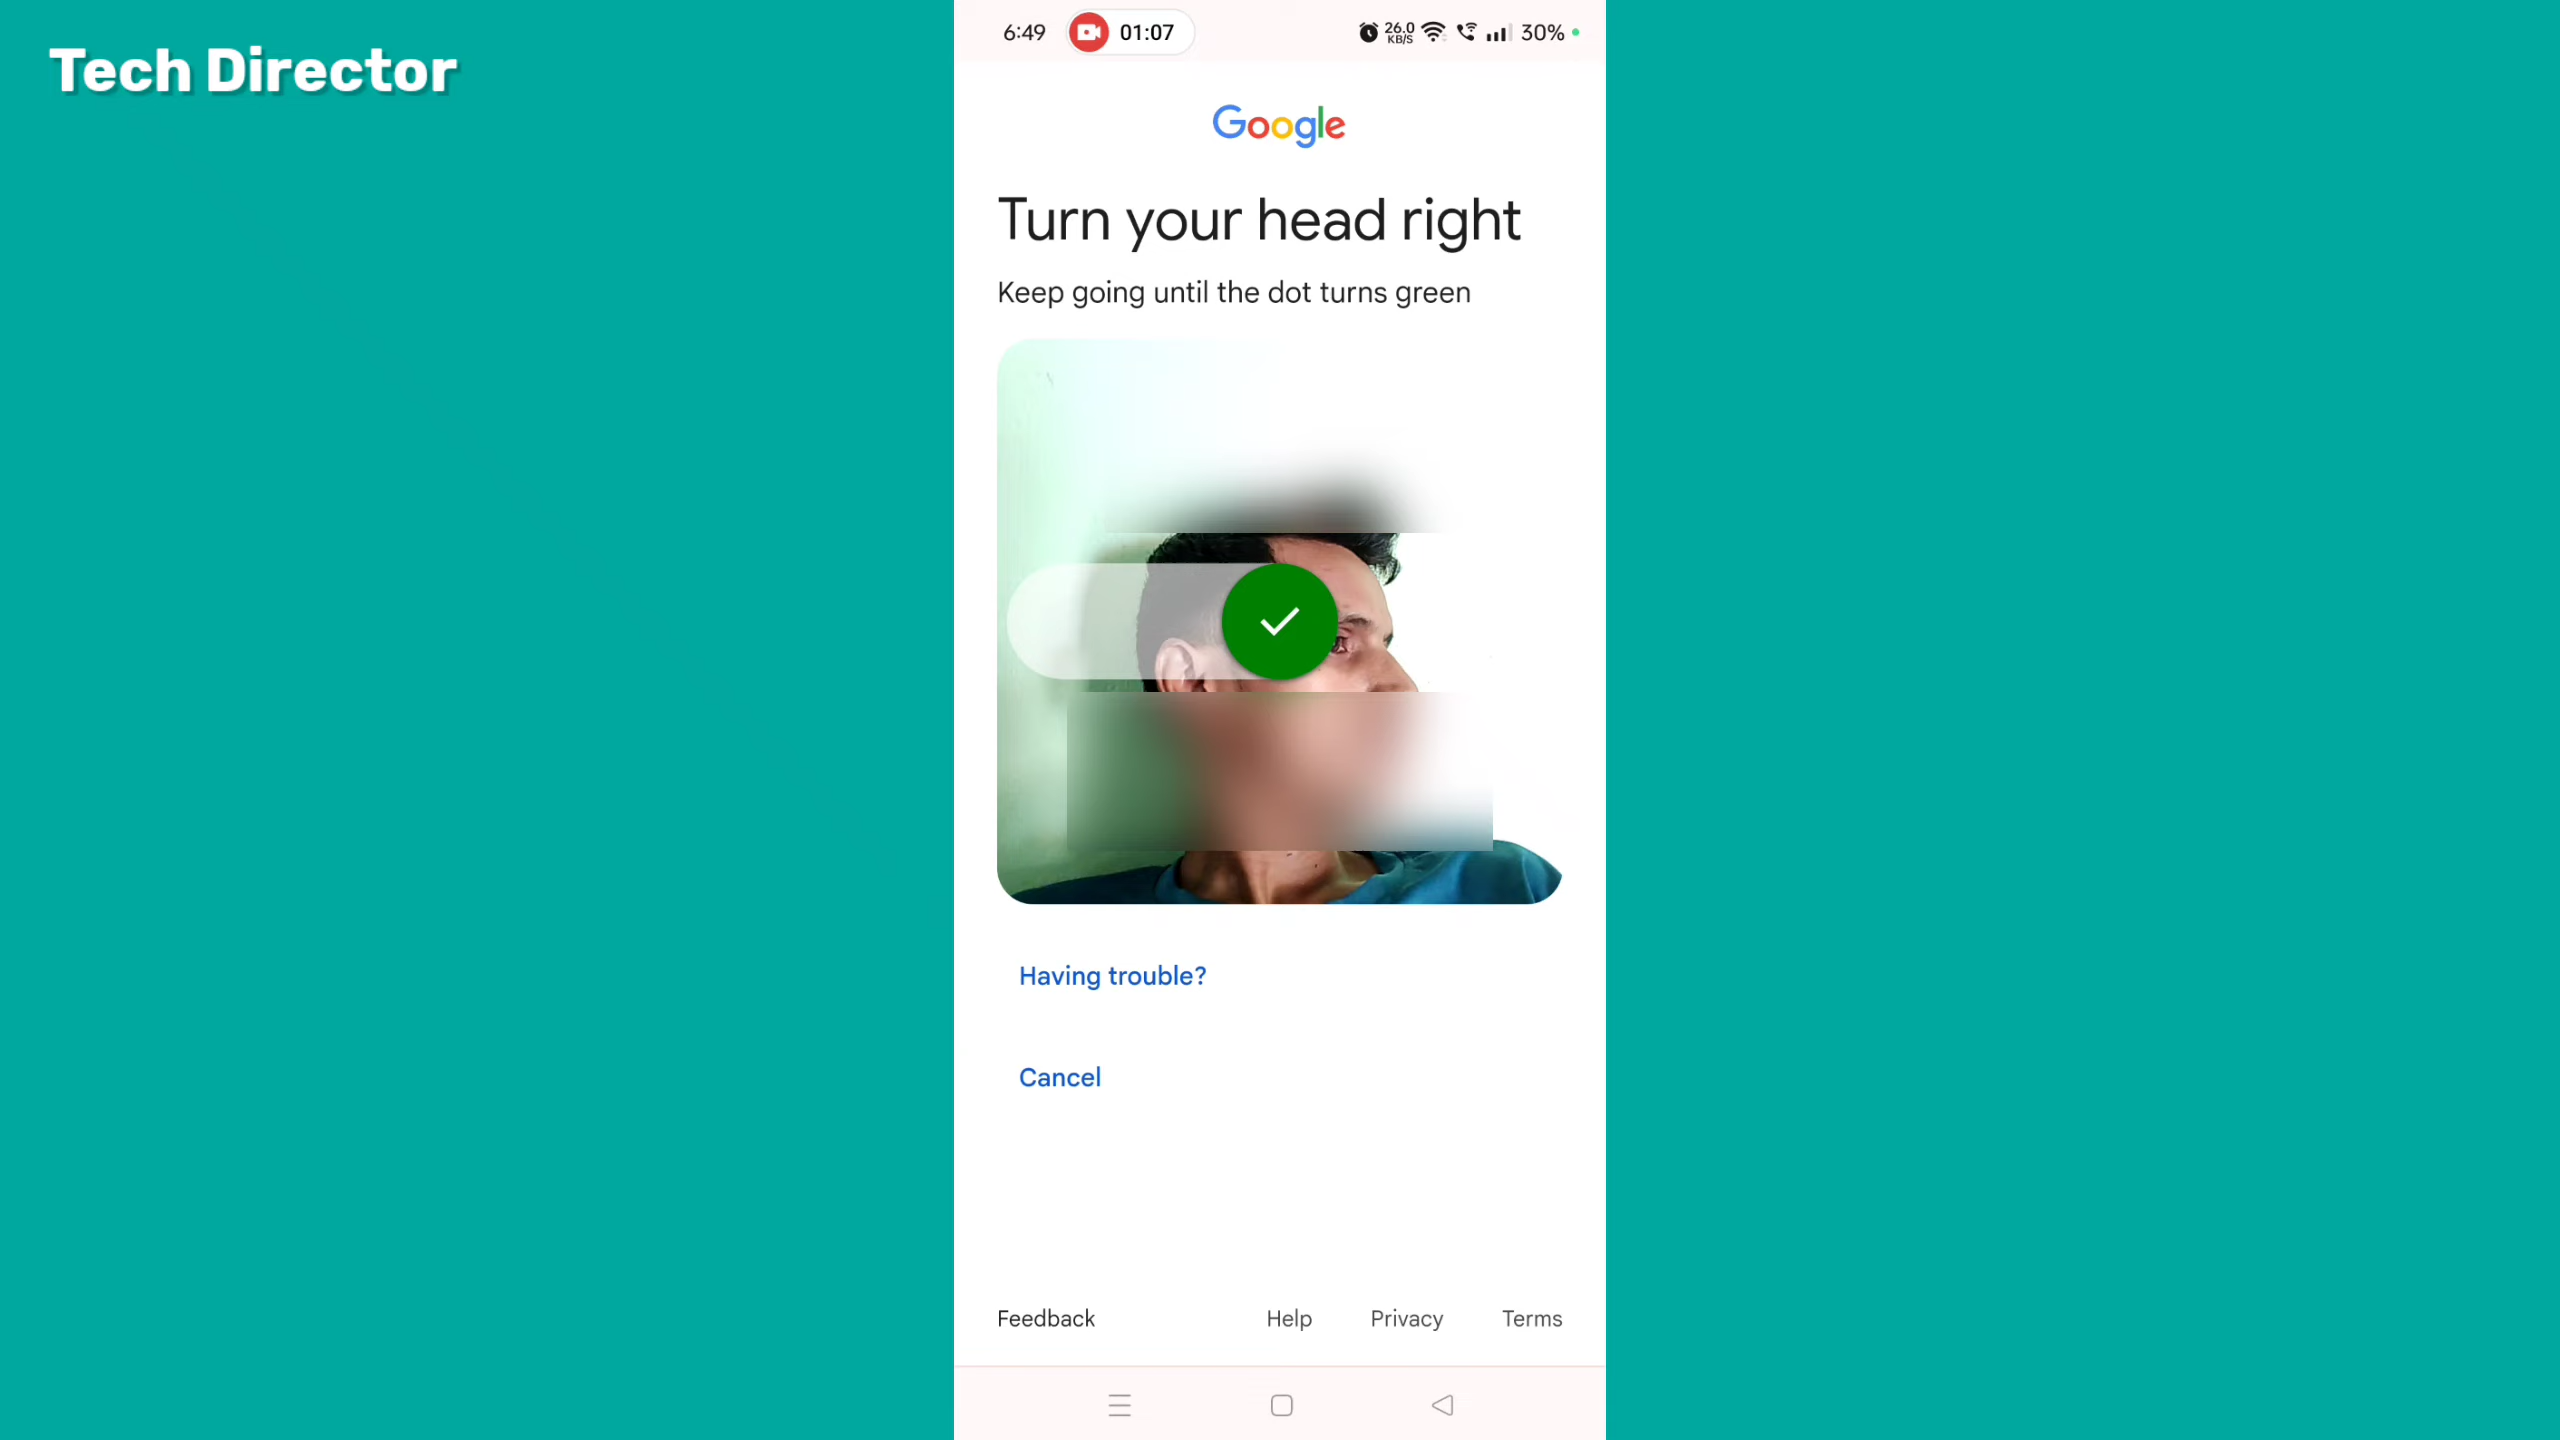 Tech Director
6:49 01:07 26.0 KB/S 30%
Google
Turn your head right
Keep going until the dot turns green
Having trouble?
Cancel
Feedback Help Privacy Terms